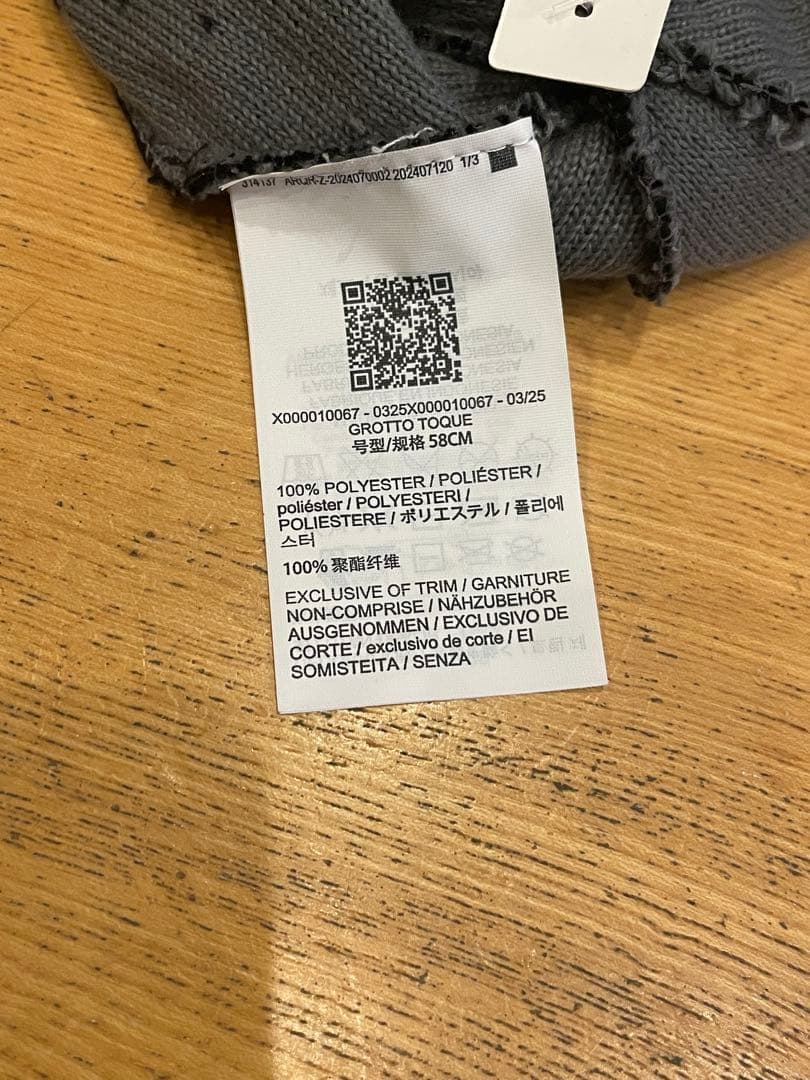 314137 ARQR-Z-2024070002 202407120 1/3
X000010067 - 0325X000010067 - 03/25
GROTTO TOQUE
号型/规格 58CM
100% POLYESTER / POLIÉSTER /
poliéster / POLYESTERI /
POLIESTERE / ポリエステル / 폴리에
스터
100% 聚酯纤维
EXCLUSIVE OF TRIM / GARNITURE
NON-COMPRISE / NÄHZUBEHÖR
AUSGENOMMEN / EXCLUSIVO DE
CORTE / exclusivo de corte / EI
SOMISTEITA / SENZA